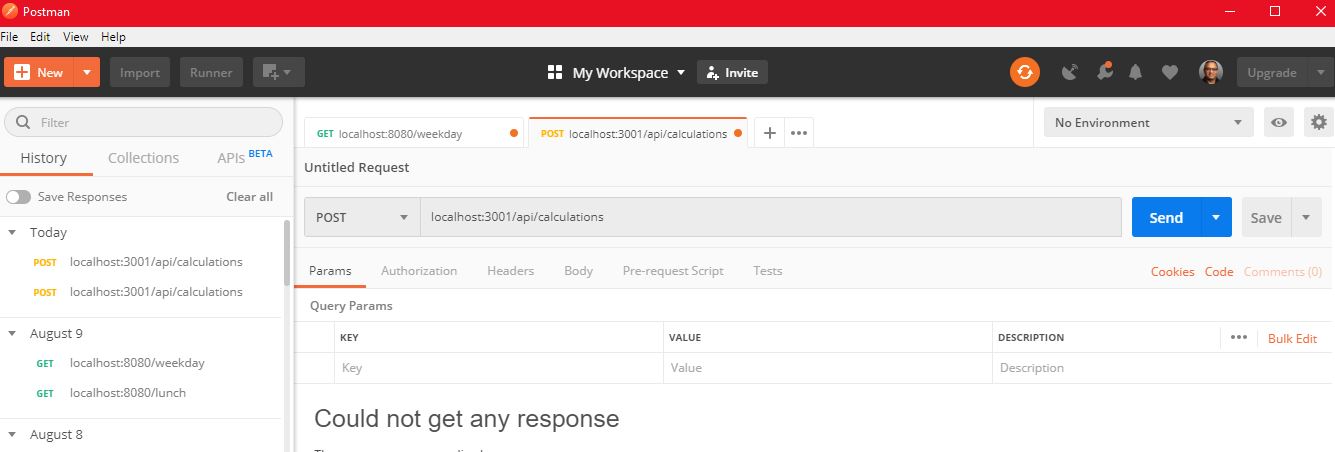 Postman
File Edit View Help
New Import Runner My Workspace Invite Upgrade
Filter
History Collections APIs BETA
Save Responses Clear all
Today
POST localhost:3001/api/calculations
POST localhost:3001/api/calculations
August 9
GET localhost:8080/weekday
GET localhost:8080/lunch
August 8
GET localhost:8080/weekday POST localhost:3001/api/calculations No Environment
Untitled Request
POST localhost:3001/api/calculations Send Save
Params Authorization Headers Body Pre-request Script Tests Cookies Code Comments (0)
Query Params
KEY VALUE DESCRIPTION Bulk Edit
Key Value Description
Could not get any response